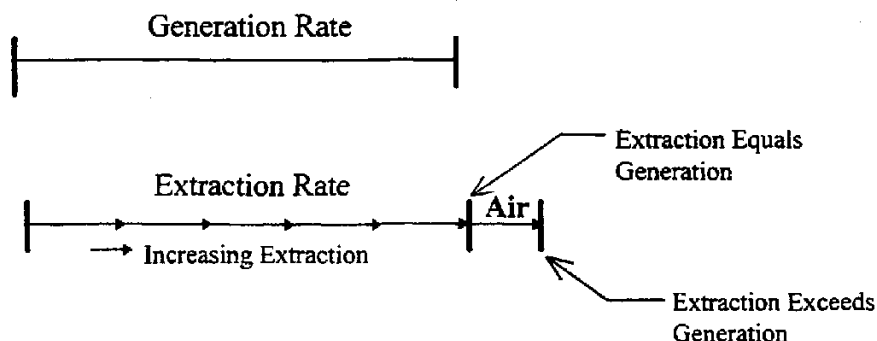 Generation Rate
Extraction Equals
Generation
Extraction Rate
Air
Increasing Extraction
Extraction Exceeds
Generation